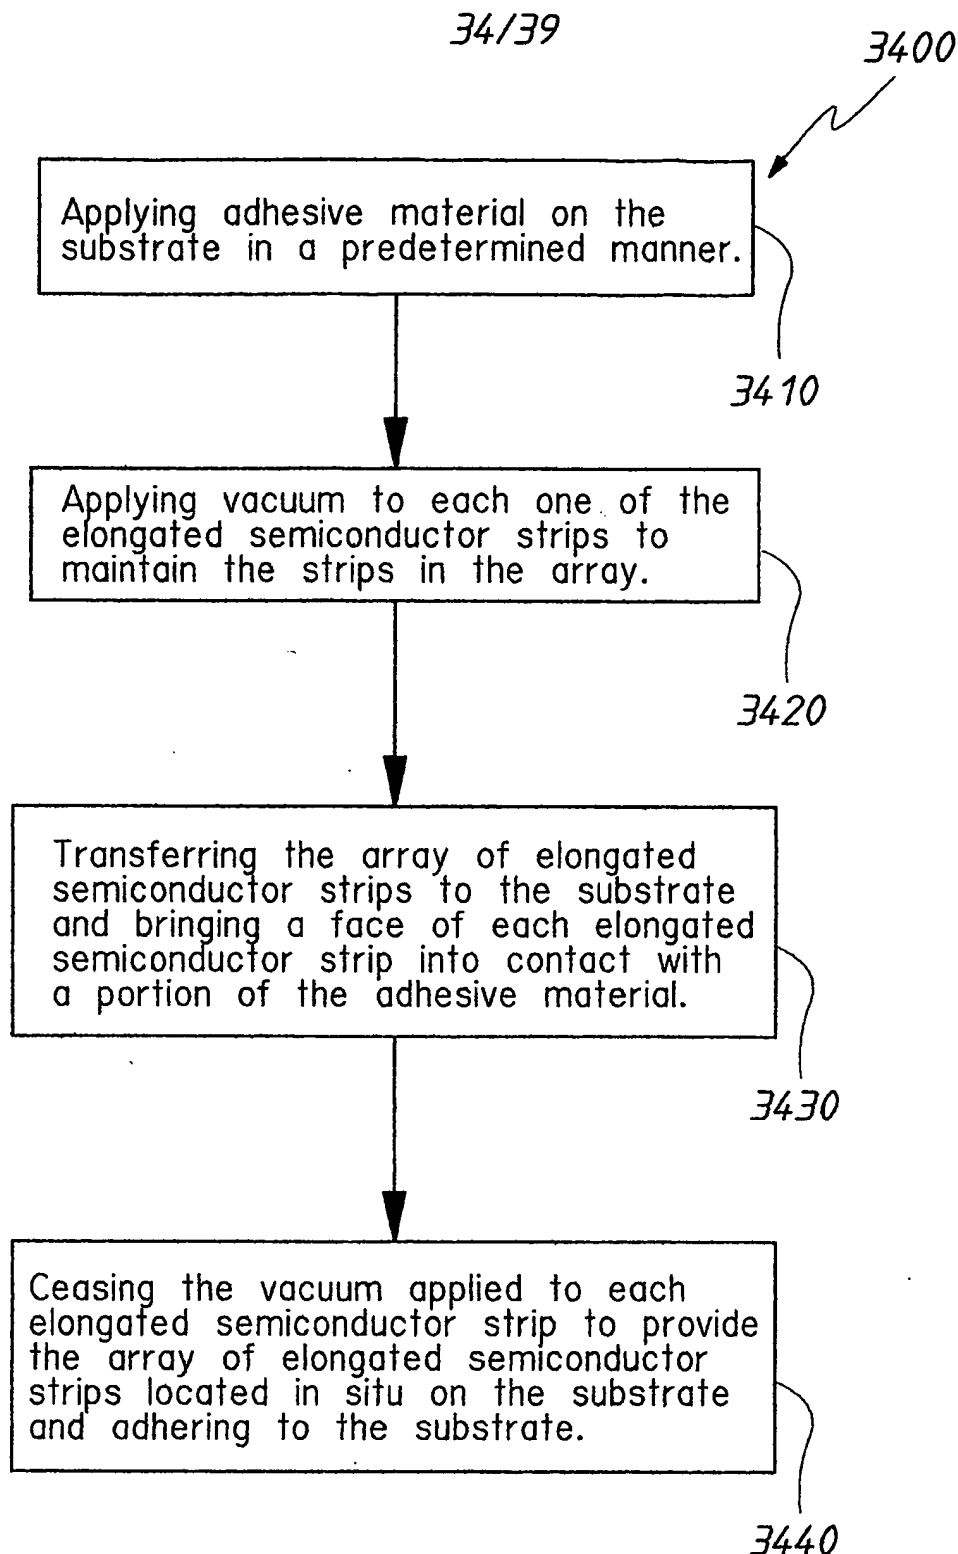 34/39
3400
Applying adhesive material on the
substrate in a predetermined manner.
3410
Applying vacuum to each one of the
elongated semiconductor strips to
maintain the strips in the array.
3420
Transferring the array of elongated
semiconductor strips to the substrate
and bringing a face of each elongated
semiconductor strip into contact with
a portion of the adhesive material.
3430
Ceasing the vacuum applied to each
elongated semiconductor strip to provide
the array of elongated semiconductor
strips located in situ on the substrate
and adhering to the substrate.
3440